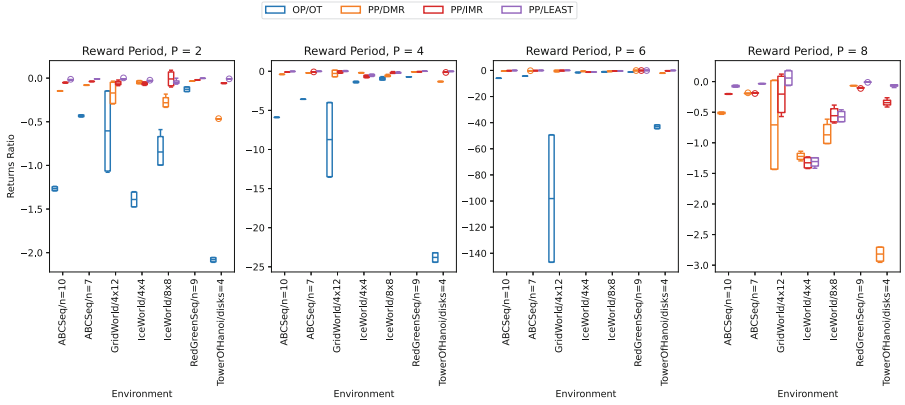 OP/OT PP/DMR PP/IMR PP/LEAST
Reward Period, P = 2
Returns Ratio
0.0
−0.5
−1.0
−1.5
−2.0
ABCSeq/n=10
ABCSeq/n=7
GridWorld/4x12
IceWorld/4x4
IceWorld/8x8
RedGreenSeq/n=9
TowerOfHanoi/disks=4
Environment
Reward Period, P = 4
0
−5
−10
−15
−20
−25
ABCSeq/n=10
ABCSeq/n=7
GridWorld/4x12
IceWorld/4x4
IceWorld/8x8
RedGreenSeq/n=9
TowerOfHanoi/disks=4
Environment
Reward Period, P = 6
0
−20
−40
−60
−80
−100
−120
−140
ABCSeq/n=10
ABCSeq/n=7
GridWorld/4x12
IceWorld/4x4
IceWorld/8x8
RedGreenSeq/n=9
TowerOfHanoi/disks=4
Environment
Reward Period, P = 8
0.0
−0.5
−1.0
−1.5
−2.0
−2.5
−3.0
ABCSeq/n=10
ABCSeq/n=7
GridWorld/4x12
IceWorld/4x4
IceWorld/8x8
RedGreenSeq/n=9
TowerOfHanoi/disks=4
Environment